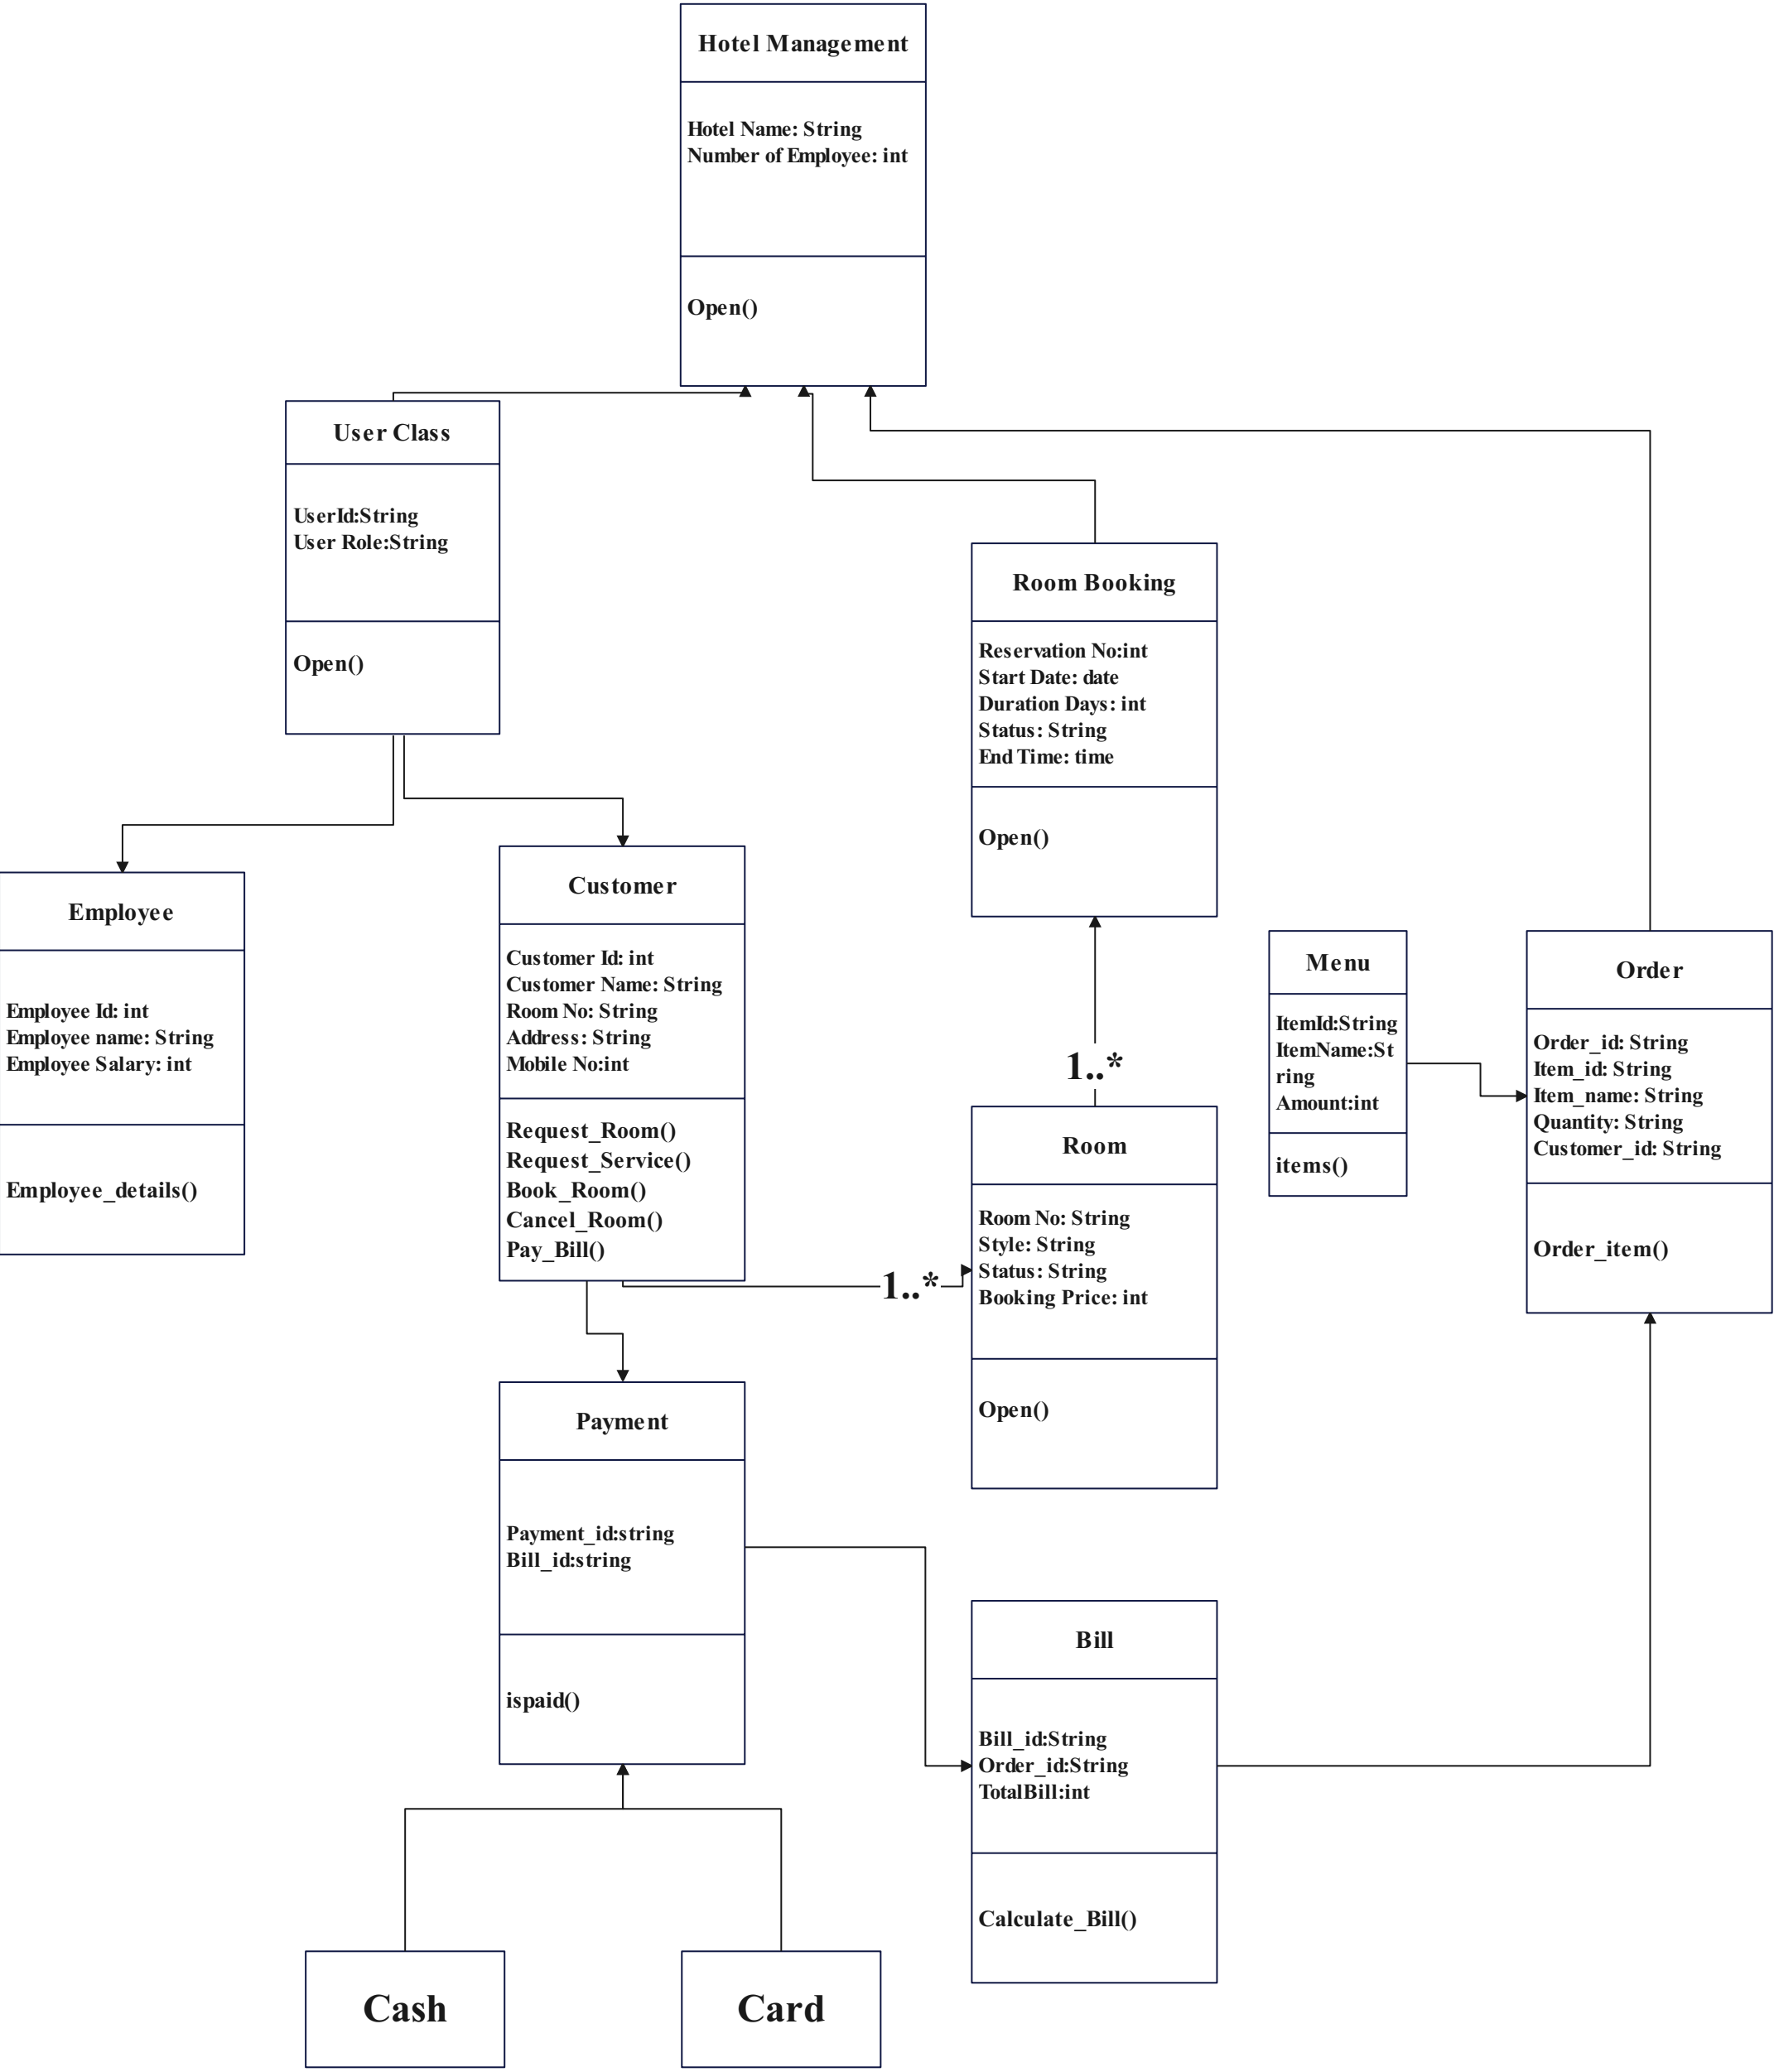 Hotel Management
Hotel Name: String
Number of Employee: int
Open()
User Class
UserId:String
User Role:String
Open()
Room Booking
Reservation No:int
Start Date: date
Duration Days: int
Status: String
End Time: time
Open()
Employee
Employee Id: int
Employee name: String
Employee Salary: int
Employee_details()
Customer
Customer Id: int
Customer Name: String
Room No: String
Address: String
Mobile No:int
Request_Room()
Request_Service()
Book_Room()
Cancel_Room()
Pay_Bill()
1..*
1..*
Room
Room No: String
Style: String
Status: String
Booking Price: int
Open()
Menu
ItemId:String
ItemName:St
ring
Amount:int
items()
Order
Order_id: String
Item_id: String
Item_name: String
Quantity: String
Customer_id: String
Order_item()
Payment
Payment_id:string
Bill_id:string
ispaid()
Bill
Bill_id:String
Order_id:String
TotalBill:int
Calculate_Bill()
Cash
Card